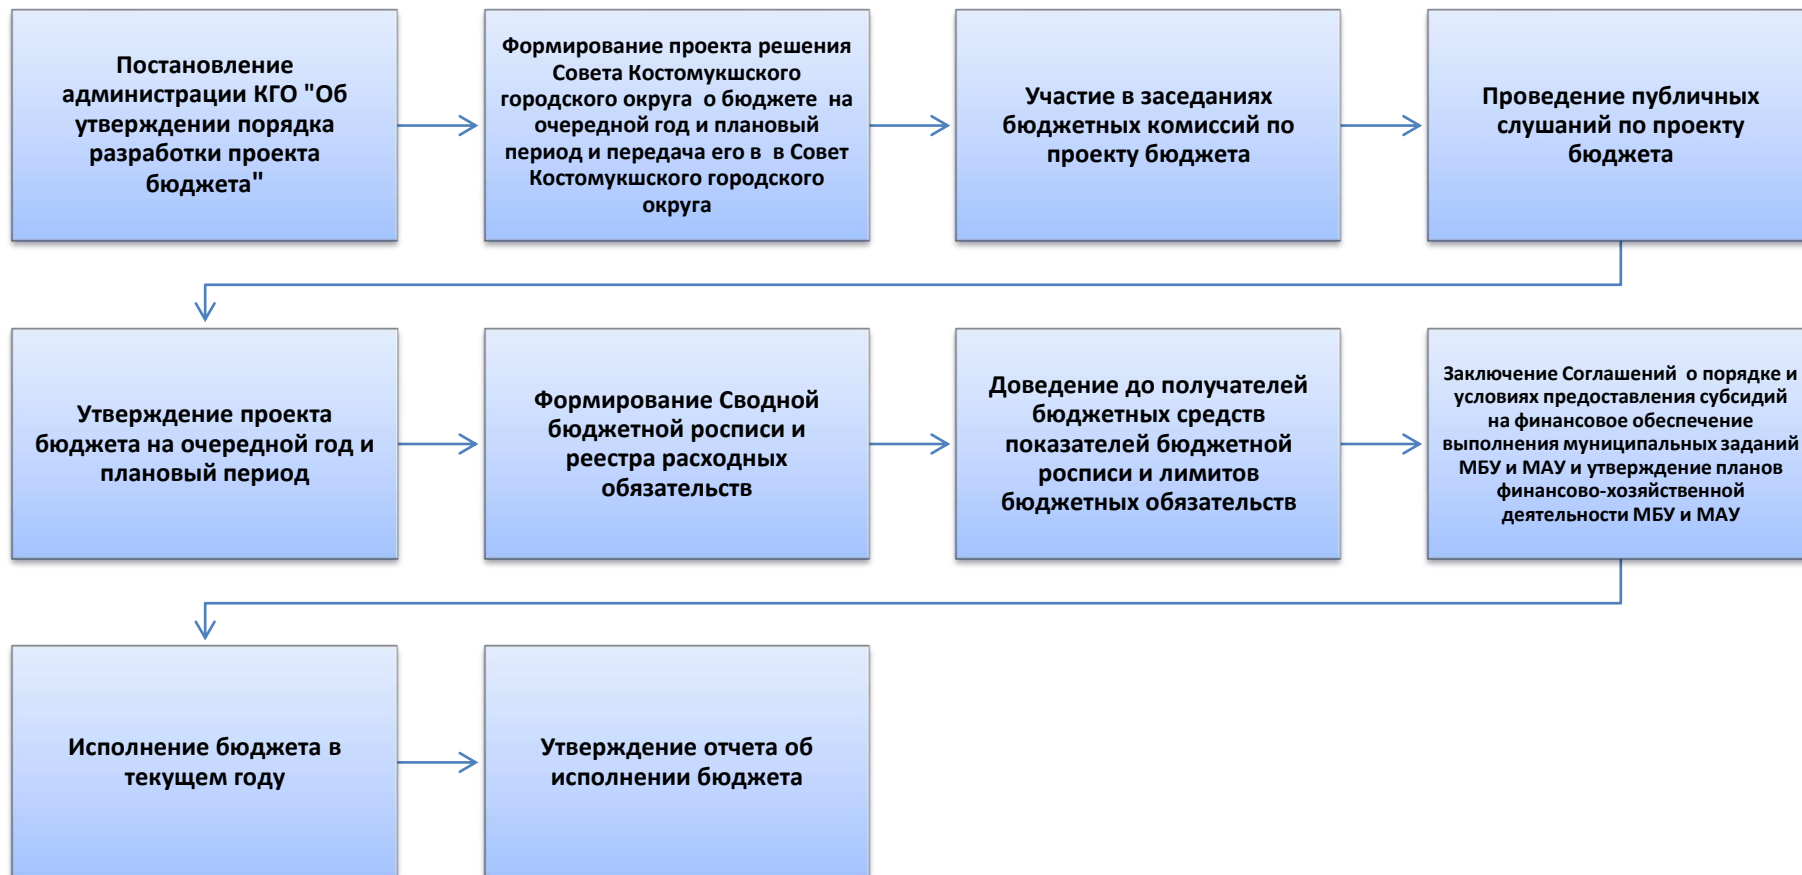 Постановление
администрации КГО "Об
утверждении порядка
разработки проекта
бюджета"
Формирование проекта решения
Совета Костомукшского
городского округа о бюджете на
очередной год и плановый
период и передача его в в Совет
Костомукшского городского
округа
Участие в заседаниях
бюджетных комиссий по
проекту бюджета
Проведение публичных
слушаний по проекту
бюджета
Утверждение проекта
бюджета на очередной год и
плановый период
Формирование Сводной
бюджетной росписи и
реестра расходных
обязательств
Доведение до получателей
бюджетных средств
показателей бюджетной
росписи и лимитов
бюджетных обязательств
Заключение Соглашений о порядке и
условиях предоставления субсидий
на финансовое обеспечение
выполнения муниципальных заданий
МБУ и МАУ и утверждение планов
финансово-хозяйственной
деятельности МБУ и МАУ
Исполнение бюджета в
текущем году
Утверждение отчета об
исполнении бюджета